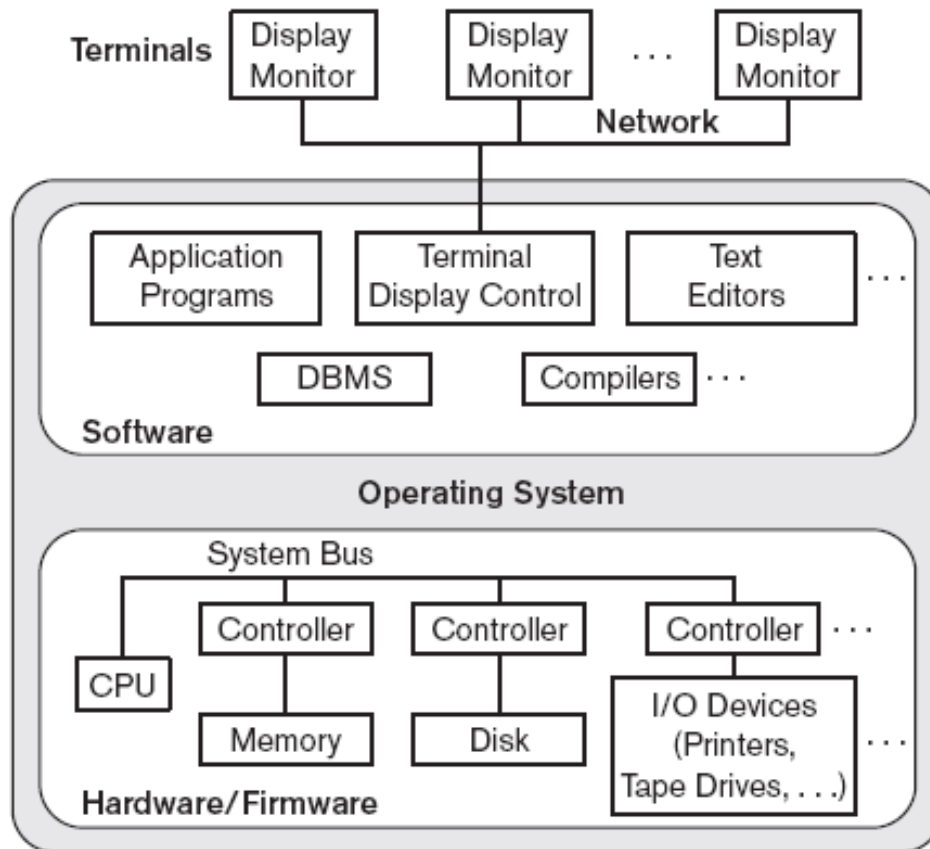 Terminals
Display
Monitor
Display
Monitor
. . .
Display
Monitor
Network
Application
Programs
Terminal
Display Control
Text
Editors
. . .
DBMS
Compilers
. . .
Software
Operating System
System Bus
Controller
Controller
Controller
. . .
CPU
Memory
Disk
I/O Devices
(Printers,
Tape Drives, . . .)
. . .
Hardware/Firmware